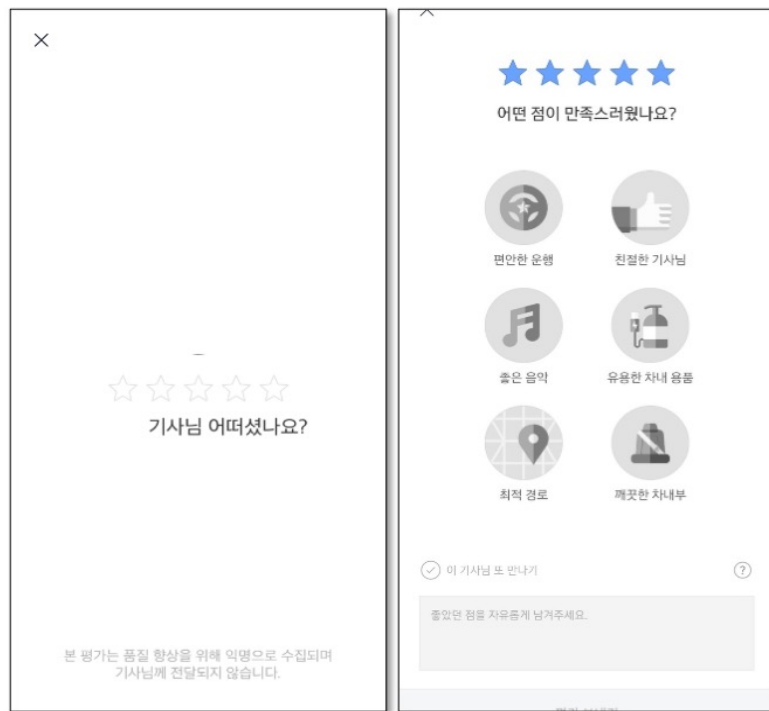 기사님 어떠셨나요?
본 평가는 품질 향상을 위해 익명으로 수집되며
기사님께 전달되지 않습니다.
어떤 점이 만족스러웠나요?
편안한 운행
친절한 기사님
좋은 음악
유용한 차내 용품
최적 경로
깨끗한 차내부
이 기사님 또 만나기
?
좋았던 점을 자유롭게 남겨주세요.